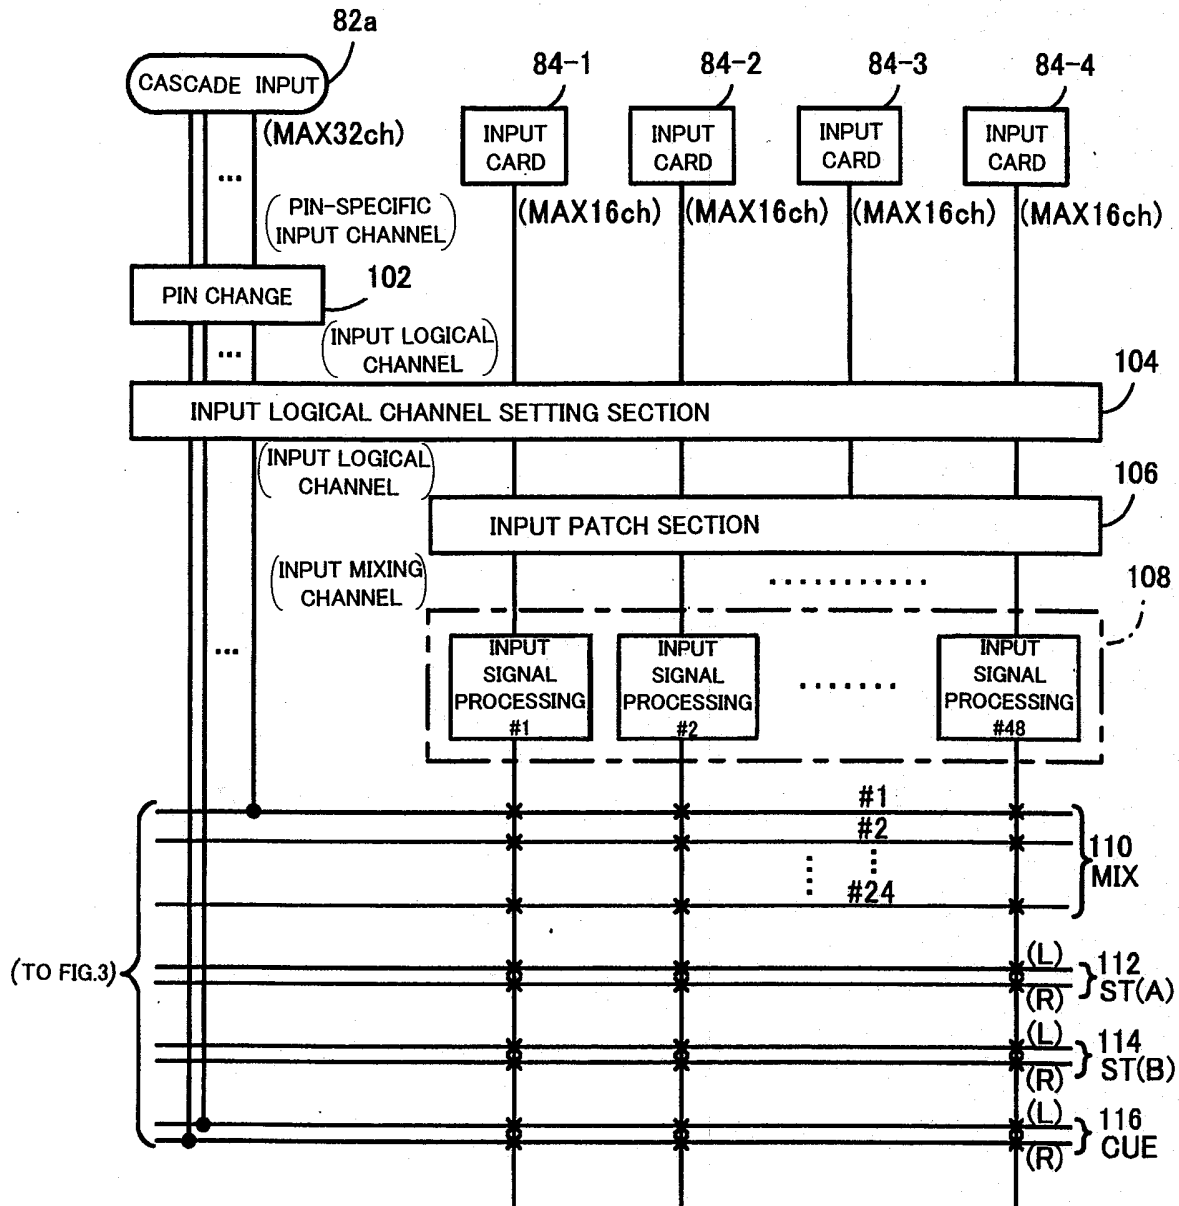 82a
CASCADE INPUT
84-1
84-2
84-3
84-4
INPUT
CARD
INPUT
CARD
INPUT
CARD
INPUT
CARD
(MAX32ch)
...
(PIN-SPECIFIC
INPUT CHANNEL)
(MAX16ch)
(MAX16ch)
(MAX16ch)
(MAX16ch)
102
PIN CHANGE
...
(INPUT LOGICAL
CHANNEL)
104
INPUT LOGICAL CHANNEL SETTING SECTION
(INPUT LOGICAL
CHANNEL)
106
INPUT PATCH SECTION
(INPUT MIXING
CHANNEL)
108
...
INPUT
SIGNAL
PROCESSING
#1
INPUT
SIGNAL
PROCESSING
#2
INPUT
SIGNAL
PROCESSING
#48
#1
#2
#24
110
MIX
(TO FIG.3)
(L)
(R)
112
ST(A)
(L)
(R)
114
ST(B)
(L)
(R)
116
CUE